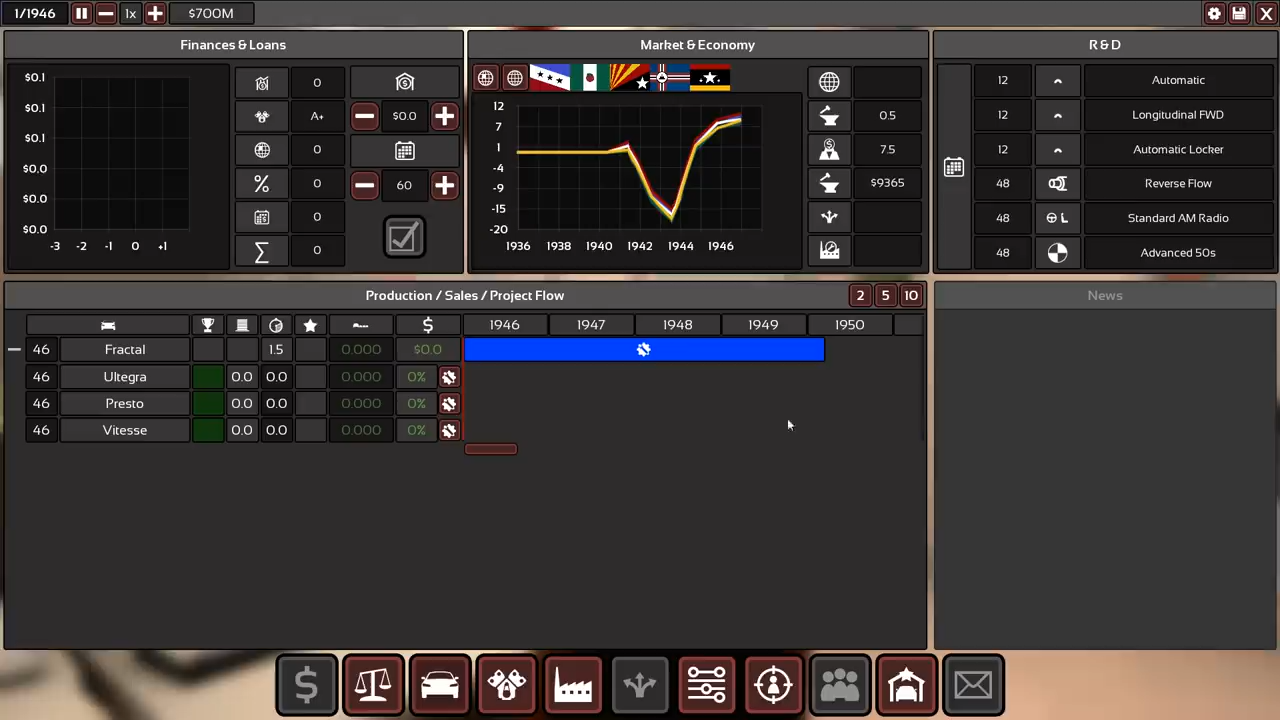 1/1946
1x
$700M
Finances & Loans
Market & Economy
R & D
$0.1
$0.1
$0.1
$0.0
$0.0
$0.0
-3 -2 -1 0 +1
0
A+
0
0
0
0
$0.0
60
12
7
1
-4
-9
-15
-20
1936 1938 1940 1942 1944 1946
0.5
7.5
$9365
12 Automatic
12 Longitudinal FWD
12 Automatic Locker
48 Reverse Flow
48 L Standard AM Radio
48 Advanced 50s
Production / Sales / Project Flow
2 5 10
News
$ 1946 1947 1948 1949 1950
46 Fractal 1.5 0.000 $0.0
46 Ultegra 0.0 0.0 0.000 0%
46 Presto 0.0 0.0 0.000 0%
46 Vitesse 0.0 0.0 0.000 0%
$